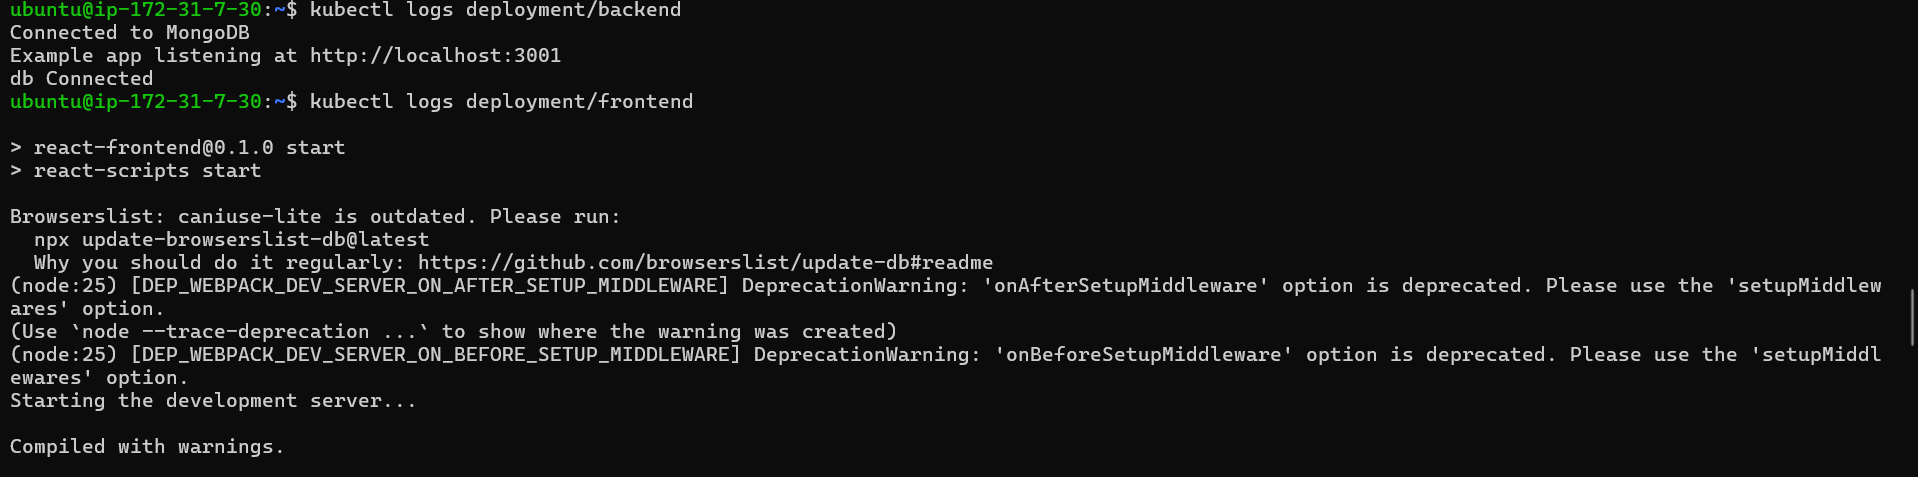 ubuntu@ip-172-31-7-30:~$ kubectl logs deployment/backend
Connected to MongoDB
Example app listening at http://localhost:3001
db Connected
ubuntu@ip-172-31-7-30:~$ kubectl logs deployment/frontend

> react-frontend@0.1.0 start
> react-scripts start

Browserslist: caniuse-lite is outdated. Please run:
  npx update-browserslist-db@latest
  Why you should do it regularly: https://github.com/browserslist/update-db#readme
(node:25) [DEP_WEBPACK_DEV_SERVER_ON_AFTER_SETUP_MIDDLEWARE] DeprecationWarning: 'onAfterSetupMiddleware' option is deprecated. Please use the 'setupMiddlew
ares' option.
(Use `node --trace-deprecation ...` to show where the warning was created)
(node:25) [DEP_WEBPACK_DEV_SERVER_ON_BEFORE_SETUP_MIDDLEWARE] DeprecationWarning: 'onBeforeSetupMiddleware' option is deprecated. Please use the 'setupMiddl
ewares' option.
Starting the development server...

Compiled with warnings.